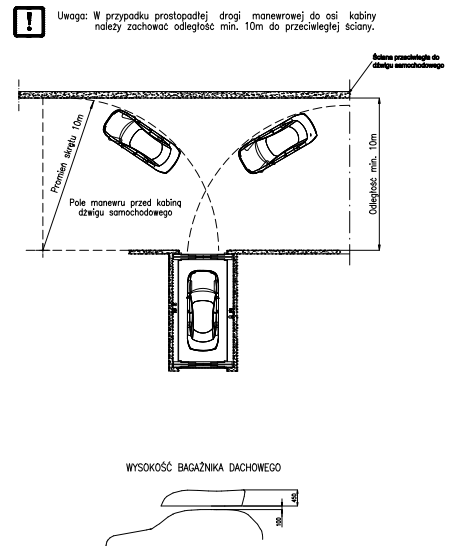 !
Uwaga: W przypadku prostopadłej drogi manewrowej do osi kabiny
należy zachować odległość min. 10m do przeciwległej ściany.
Ściana przeciwległa do
dźwigu samochodowego
Promień skrętu 10m
Odległość min. 10m
Pole manewru przed kabiną
dźwigu samochodowego
WYSOKOŚĆ BAGAŻNIKA DACHOWEGO
450
100